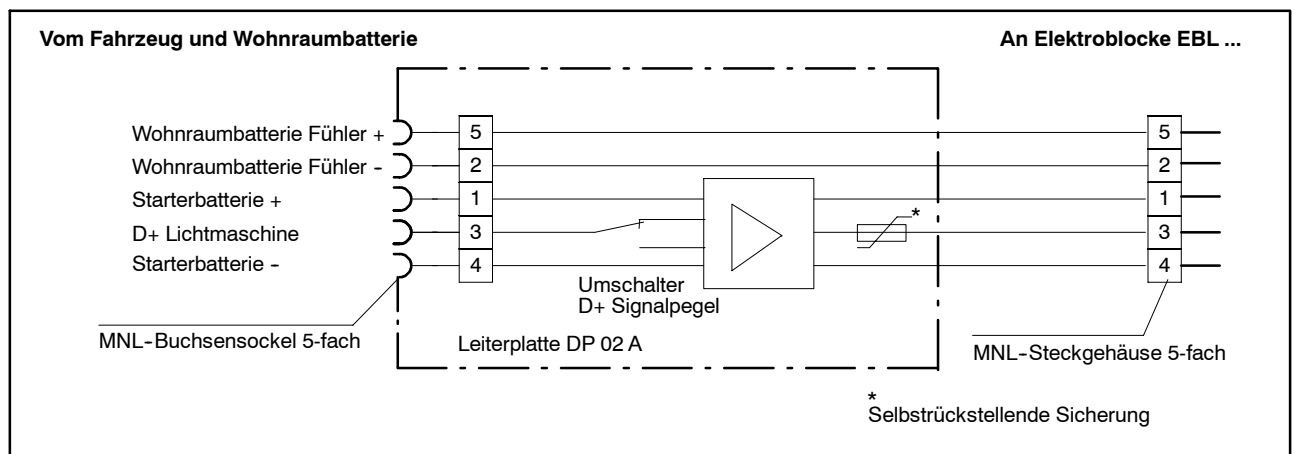 Vom Fahrzeug und Wohnraumbatterie
An Elektroblocke EBL ...
Wohnraumbatterie Fühler + 5 5
Wohnraumbatterie Fühler - 2 2
Starterbatterie + 1 1
*
D+ Lichtmaschine 3 3
Starterbatterie - 4 4
Umschalter
D+ Signalpegel
MNL-Buchsensockel 5-fach
Leiterplatte DP 02 A
MNL-Steckgehäuse 5-fach
*
Selbstrückstellende Sicherung